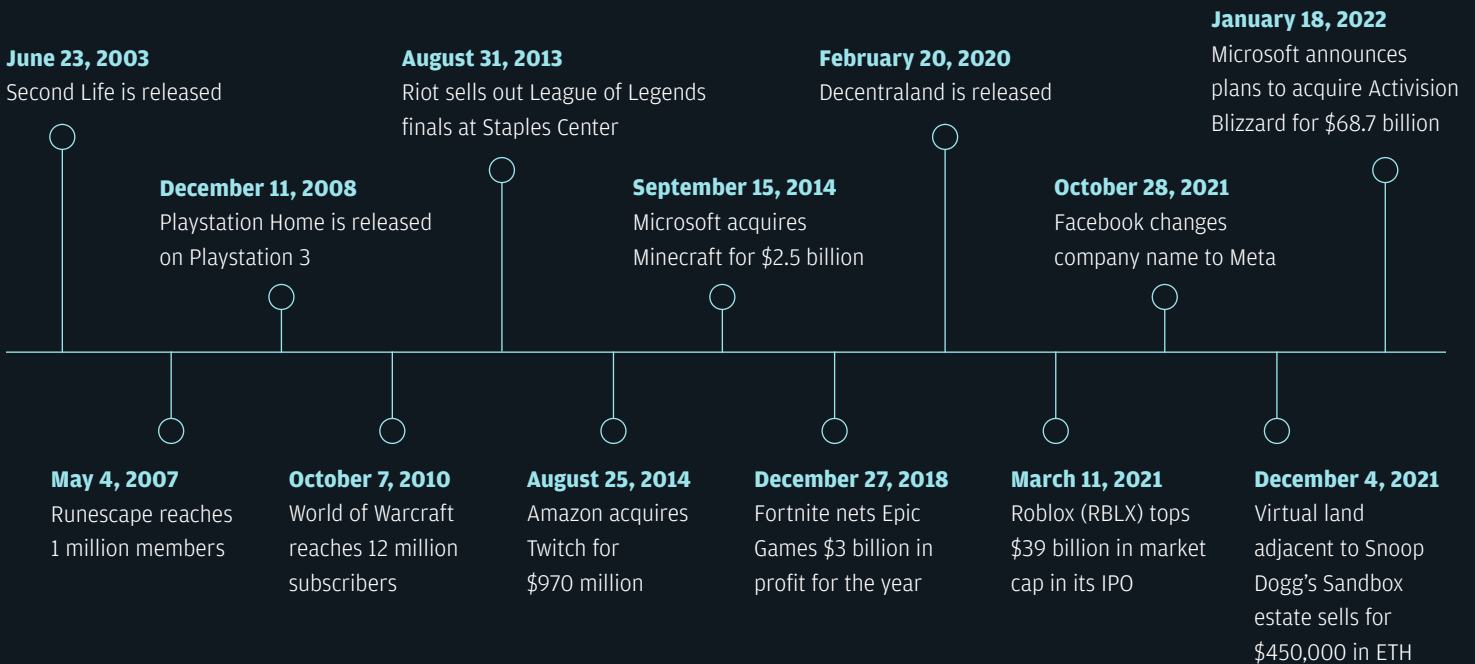 June 23, 2003
Second Life is released
May 4, 2007
Runescape reaches
1 million members
December 11, 2008
Playstation Home is released
on Playstation 3
October 7, 2010
World of Warcraft
reaches 12 million
subscribers
August 31, 2013
Riot sells out League of Legends
finals at Staples Center
August 25, 2014
Amazon acquires
Twitch for
$970 million
September 15, 2014
Microsoft acquires
Minecraft for $2.5 billion
December 27, 2018
Fortnite nets Epic
Games $3 billion in
profit for the year
February 20, 2020
Decentraland is released
March 11, 2021
Roblox (RBLX) tops
$39 billion in market
cap in its IPO
October 28, 2021
Facebook changes
company name to Meta
December 4, 2021
Virtual land
adjacent to Snoop
Dogg’s Sandbox
estate sells for
$450,000 in ETH
January 18, 2022
Microsoft announces
plans to acquire Activision
Blizzard for $68.7 billion